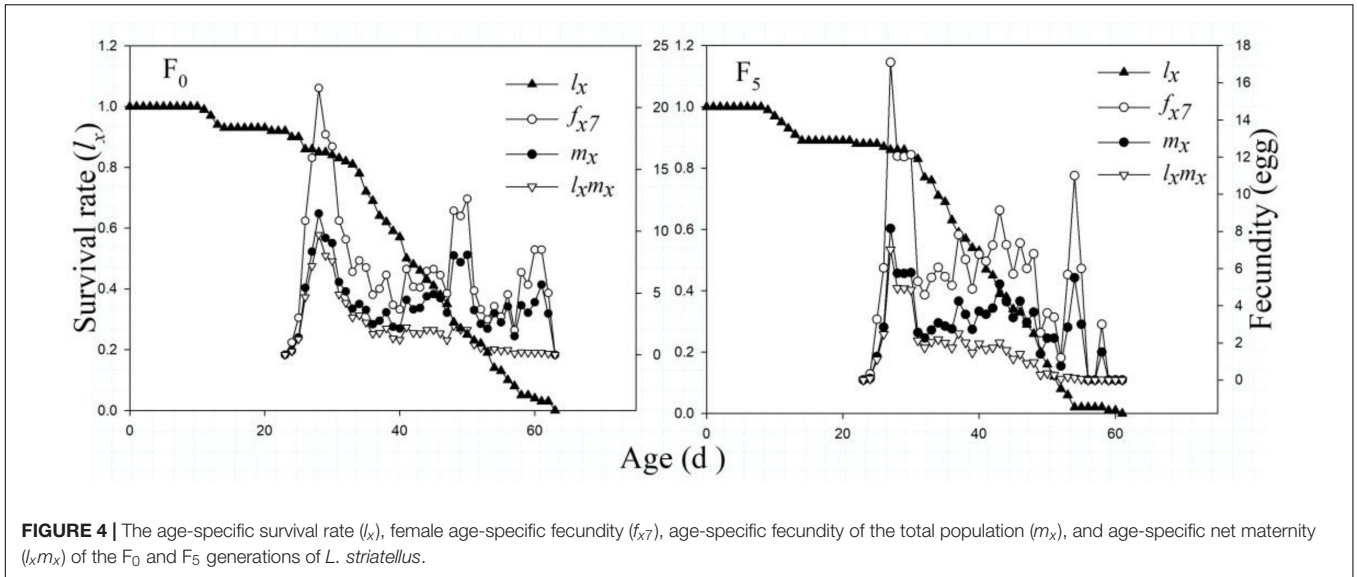 F₀
lₓ
fₓ₇
mₓ
lₓmₓ
Survival rate (lₓ)
1.2
1.0
0.8
0.6
0.4
0.2
0.0
25
20
15
10
5
0
0
20
40
60
F₅
lₓ
fₓ₇
mₓ
lₓmₓ
1.2
1.0
0.8
0.6
0.4
0.2
0.0
18
16
14
12
10
8
6
4
2
0
Fecundity (egg)
0
20
40
60
Age (d )
FIGURE 4 | The age-specific survival rate (lₓ), female age-specific fecundity (fₓ₇), age-specific fecundity of the total population (mₓ), and age-specific net maternity
(lₓmₓ) of the F₀ and F₅ generations of L. striatellus.